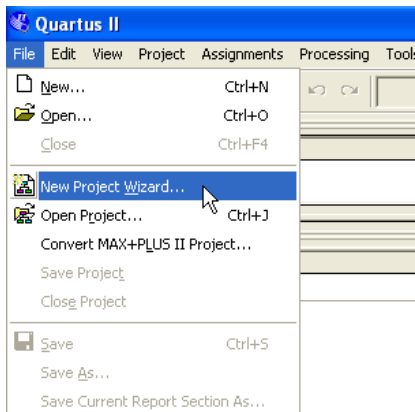 Quartus II
File Edit View Project Assignments Processing Tools
New... Ctrl+N
Open... Ctrl+O
Close Ctrl+F4
New Project Wizard...
Open Project... Ctrl+J
Convert MAX+PLUS II Project...
Save Project
Close Project
Save Ctrl+S
Save As...
Save Current Report Section As...